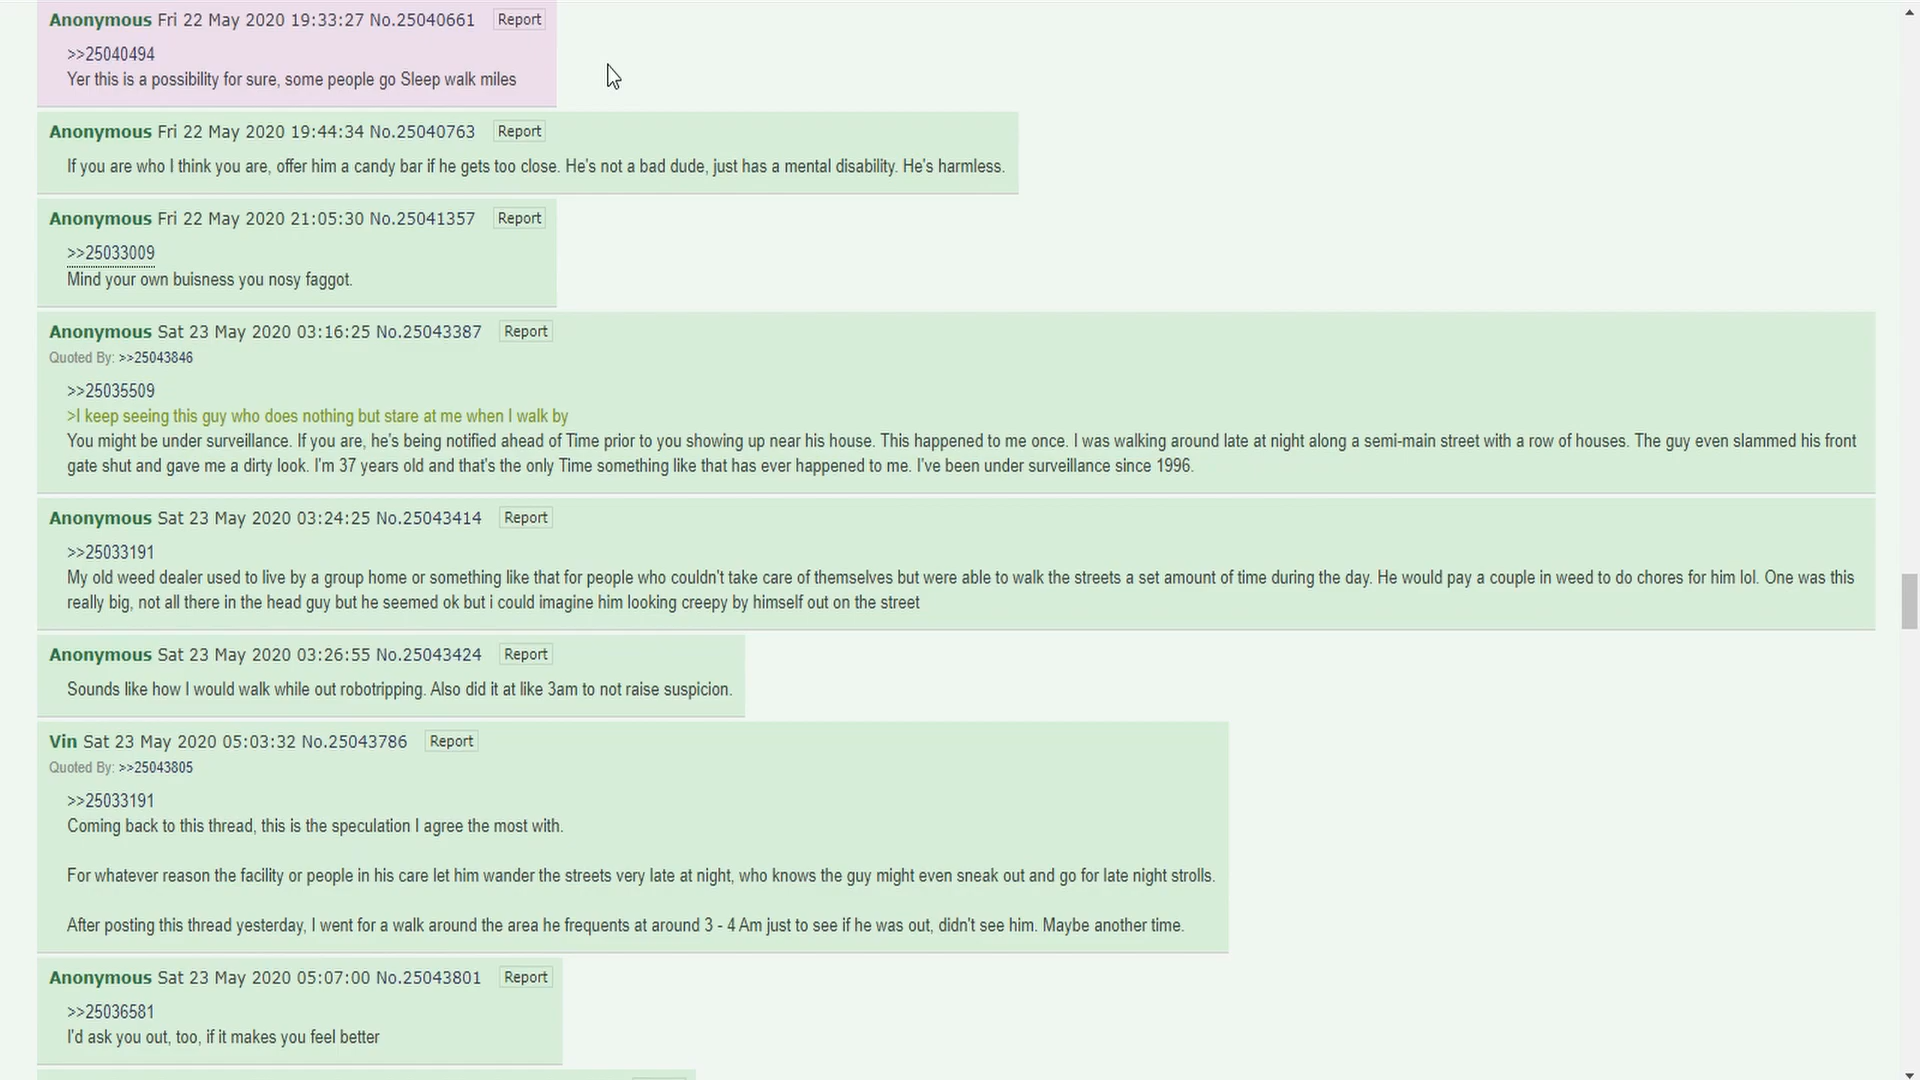 Anonymous Fri 22 May 2020 19:33:27 No.25040661 Report
>>25040494
Yer this is a possibility for sure, some people go Sleep walk miles
Anonymous Fri 22 May 2020 19:44:34 No.25040763 Report
If you are who I think you are, offer him a candy bar if he gets too close. He's not a bad dude, just has a mental disability. He's harmless.
Anonymous Fri 22 May 2020 21:05:30 No.25041357 Report
>>25033009
Mind your own buisness you nosy faggot.
Anonymous Sat 23 May 2020 03:16:25 No.25043387 Report
Quoted By: >>25043846
>>25035509
>I keep seeing this guy who does nothing but stare at me when I walk by
You might be under surveillance. If you are, he's being notified ahead of Time prior to you showing up near his house. This happened to me once. I was walking around late at night along a semi-main street with a row of houses. The guy even slammed his front
gate shut and gave me a dirty look. I'm 37 years old and that's the only Time something like that has ever happened to me. I've been under surveillance since 1996.
Anonymous Sat 23 May 2020 03:24:25 No.25043414 Report
>>25033191
My old weed dealer used to live by a group home or something like that for people who couldn't take care of themselves but were able to walk the streets a set amount of time during the day. He would pay a couple in weed to do chores for him lol. One was this
really big, not all there in the head guy but he seemed ok but i could imagine him looking creepy by himself out on the street
Anonymous Sat 23 May 2020 03:26:55 No.25043424 Report
Sounds like how I would walk while out robotripping. Also did it at like 3am to not raise suspicion.
Vin Sat 23 May 2020 05:03:32 No.25043786 Report
Quoted By: >>25043805
>>25033191
Coming back to this thread, this is the speculation I agree the most with.
For whatever reason the facility or people in his care let him wander the streets very late at night, who knows the guy might even sneak out and go for late night strolls.
After posting this thread yesterday, I went for a walk around the area he frequents at around 3 - 4 Am just to see if he was out, didn't see him. Maybe another time.
Anonymous Sat 23 May 2020 05:07:00 No.25043801 Report
>>25036581
I'd ask you out, too, if it makes you feel better